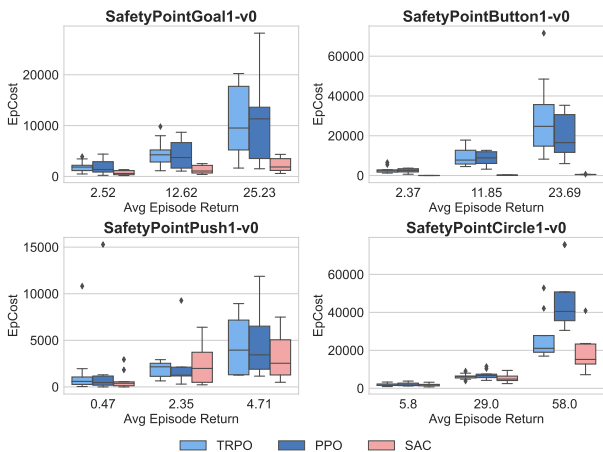 SafetyPointGoal1-v0
EpCost
20000
10000
0
2.52 12.62 25.23
Avg Episode Return
SafetyPointButton1-v0
EpCost
60000
40000
20000
0
2.37 11.85 23.69
Avg Episode Return
SafetyPointPush1-v0
EpCost
15000
10000
5000
0
0.47 2.35 4.71
Avg Episode Return
SafetyPointCircle1-v0
EpCost
60000
40000
20000
0
5.8 29.0 58.0
Avg Episode Return
TRPO PPO SAC